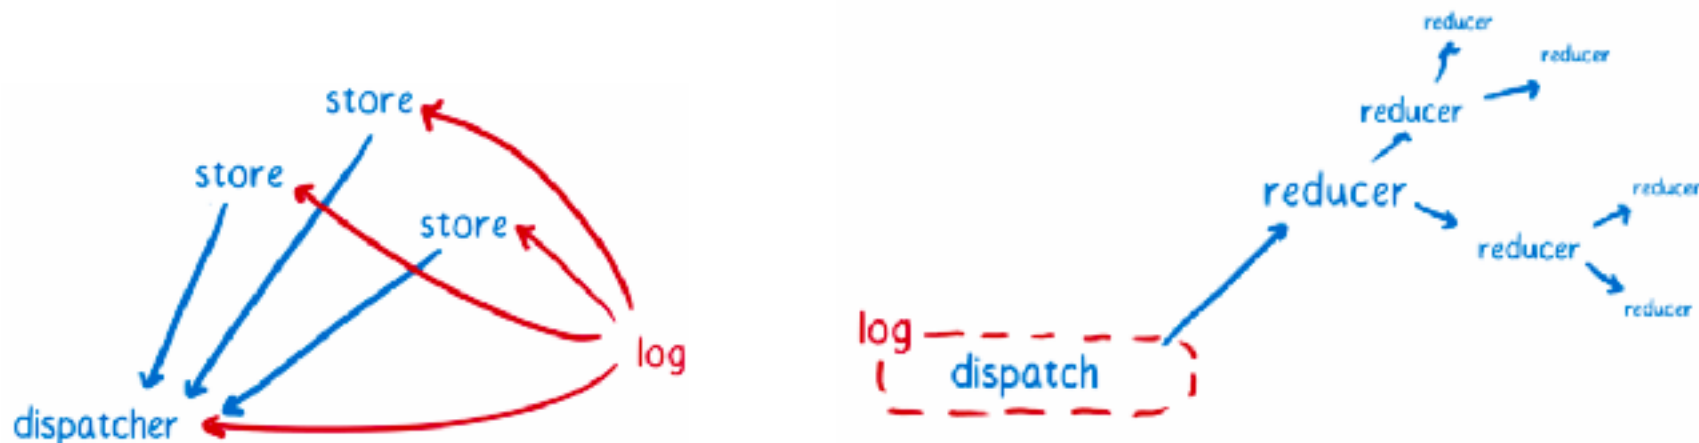 store
store
store
log
dispatcher
reducer
reducer
reducer
reducer
reducer
reducer
reducer
log
dispatch